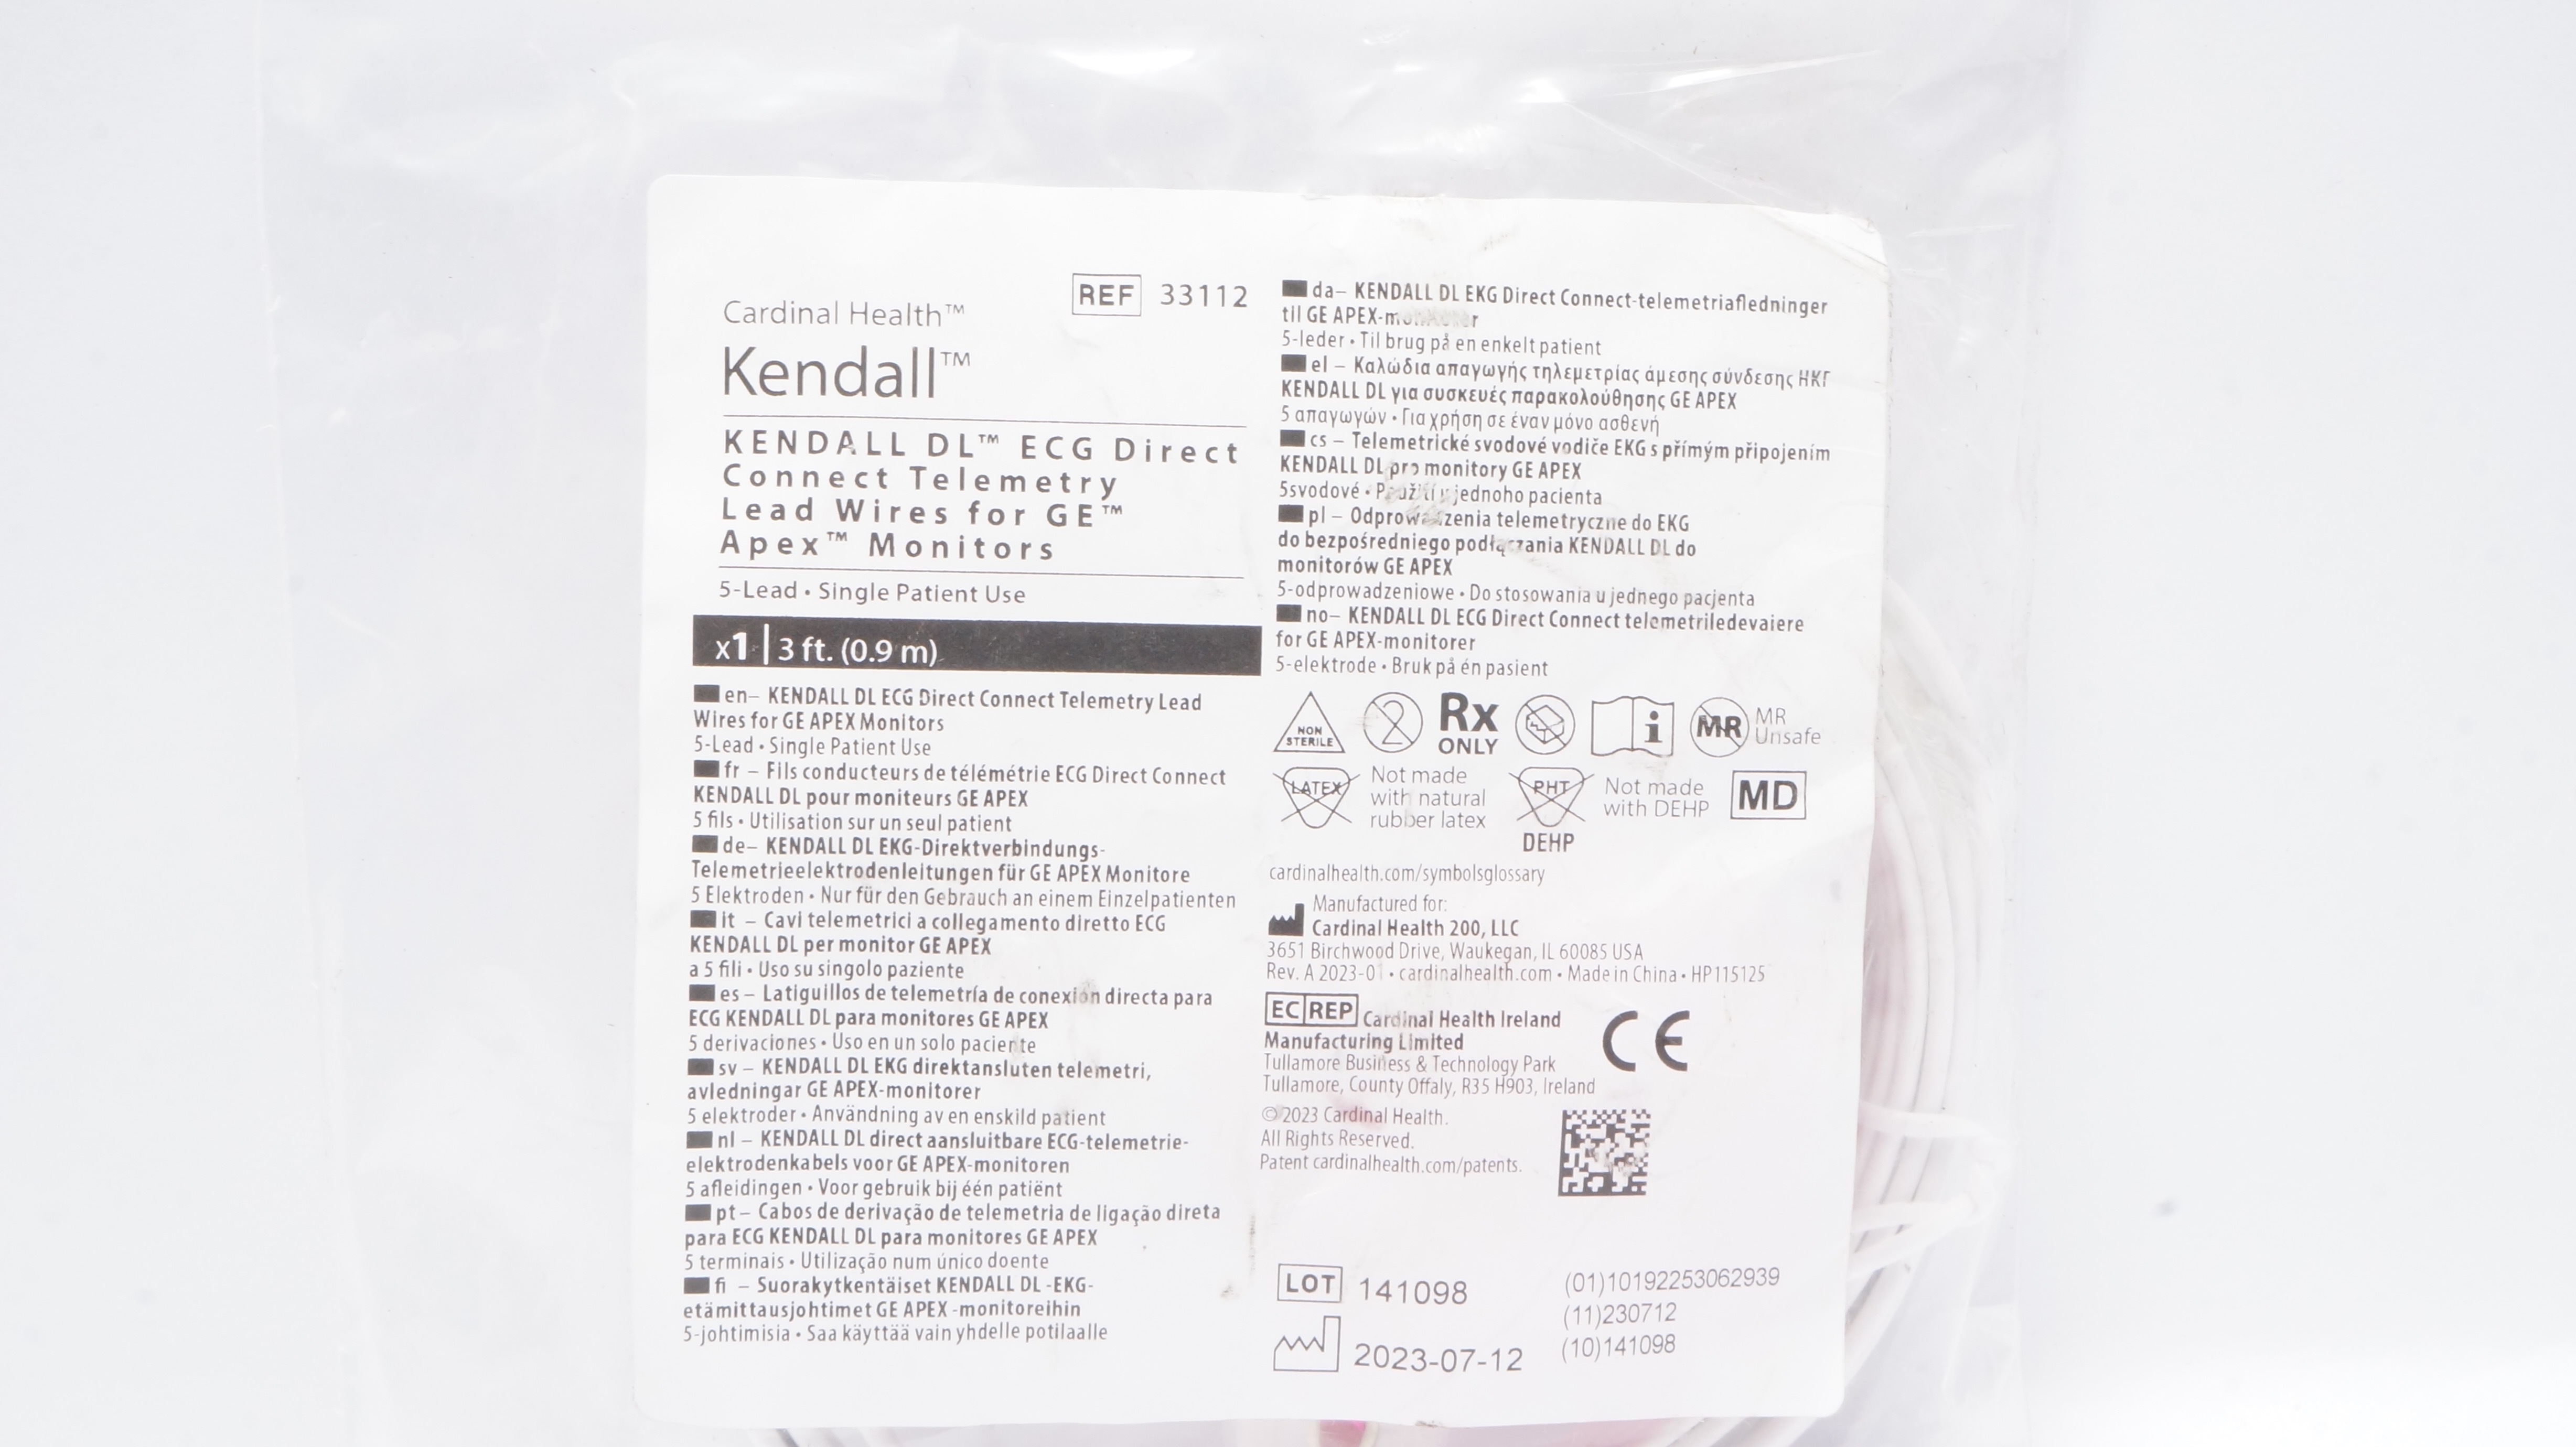 Cardinal Health™
REF 33112
Kendall™
KENDALL DL™ ECG Direct
Connect Telemetry
Lead Wires for GE™
Apex™ Monitors
5-Lead • Single Patient Use
x1 | 3 ft. (0.9 m)
en– KENDALL DL ECG Direct Connect Telemetry Lead
Wires for GE APEX Monitors
5-Lead • Single Patient Use
fr – Fils conducteurs de télémétrie ECG Direct Connect
KENDALL DL pour moniteurs GE APEX
5 fils • Utilisation sur un seul patient
de– KENDALL DL EKG-Direktverbindungs-
Telemetrieelektrodenleitungen für GE APEX Monitore
5 Elektroden • Nur für den Gebrauch an einem Einzelpatienten
it – Cavi telemetrici a collegamento diretto ECG
KENDALL DL per monitor GE APEX
a 5 fili • Uso su singolo paziente
es – Latiguillos de telemetría de conexión directa para
ECG KENDALL DL para monitores GE APEX
5 derivaciones • Uso en un solo paciente
sv – KENDALL DL EKG direktansluten telemetri,
avledningar GE APEX-monitorer
5 elektroder • Användning av en enskild patient
nl – KENDALL DL direct aansluitbare ECG-telemetrie-
elektrodenkabels voor GE APEX-monitoren
5 afleidingen • Voor gebruik bij één patiënt
pt – Cabos de derivação de telemetria de ligação direta
para ECG KENDALL DL para monitores GE APEX
5 terminais • Utilização num único doente
fi – Suorakytkentäiset KENDALL DL -EKG-
etämittausjohtimet GE APEX -monitoreihin
5-johtimisia • Saa käyttää vain yhdelle potilaalle
da– KENDALL DL EKG Direct Connect-telemetriafledninger
til GE APEX-
5-leder • Til brug på en enkelt patient
el – Καλώδια απαγωγής τηλεμετρίας άμεσης σύνδεσης ΗΚΓ
KENDALL DL για συσκευές παρακολούθησης GE APEX
5 απαγωγών • Για χρήση σε έναν μόνο ασθενή
cs – Telemetrické svodové vodiče EKG s přímým připojením
KENDALL DL pro monitory GE APEX
5svodové • Použití u jednoho pacienta
pl – Odprowadzenia telemetryczne do EKG
do bezpośredniego podłączania KENDALL DL do
monitorów GE APEX
5-odprowadzeniowe • Do stosowania u jednego pacjenta
no– KENDALL DL ECG Direct Connect telemetriledevaiere
for GE APEX-monitorer
5-elektrode • Bruk på én pasient
NON STERILE
2
Rx ONLY
i
MR
MR Unsafe
LATEX
Not made
with natural
rubber latex
PHT
DEHP
Not made
with DEHP
MD
cardinalhealth.com/symbolsglossary
Manufactured for:
Cardinal Health 200, LLC
3651 Birchwood Drive, Waukegan, IL 60085 USA
Rev. A 2023-01 • cardinalhealth.com • Made in China • HP115125
EC REP Cardinal Health Ireland
Manufacturing Limited
Tullamore Business & Technology Park
Tullamore, County Offaly, R35 H903, Ireland
CE
© 2023 Cardinal Health.
All Rights Reserved.
Patent cardinalhealth.com/patents.
LOT 141098
2023-07-12
(01)10192253062939
(11)230712
(10)141098